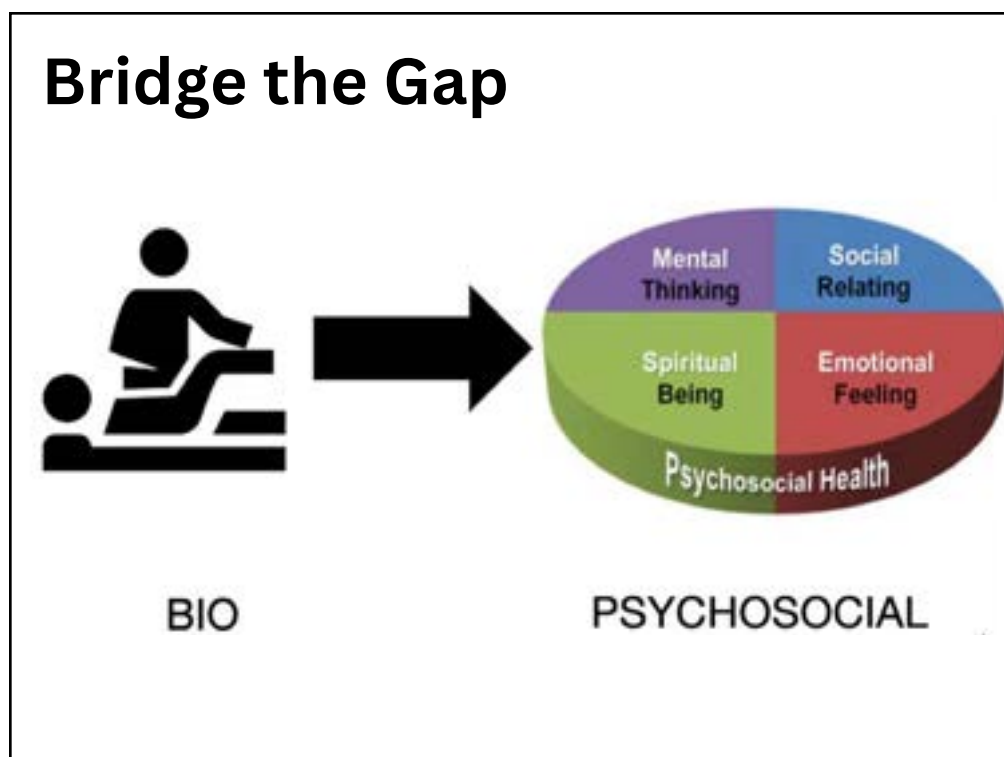 Bridge the Gap
Mental
Thinking
Social
Relating
Spiritual
Being
Emotional
Feeling
Psychosocial Health
BIO
PSYCHOSOCIAL